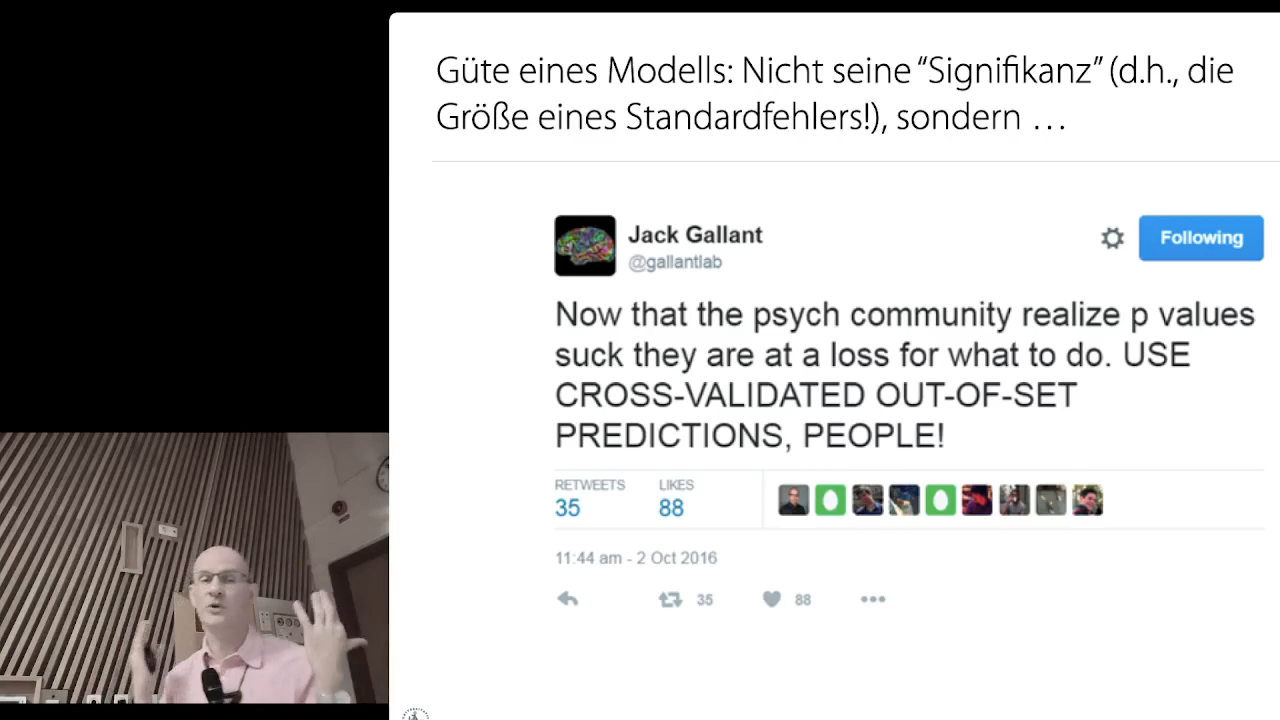 Güte eines Modells: Nicht seine “Signifikanz” (d.h., die
Größe eines Standardfehlers!), sondern …
Jack Gallant
@gallantlab
Following
Now that the psych community realize p values
suck they are at a loss for what to do. USE
CROSS-VALIDATED OUT-OF-SET
PREDICTIONS, PEOPLE!
RETWEETS
LIKES
35
88
11:44 am - 2 Oct 2016
35
88